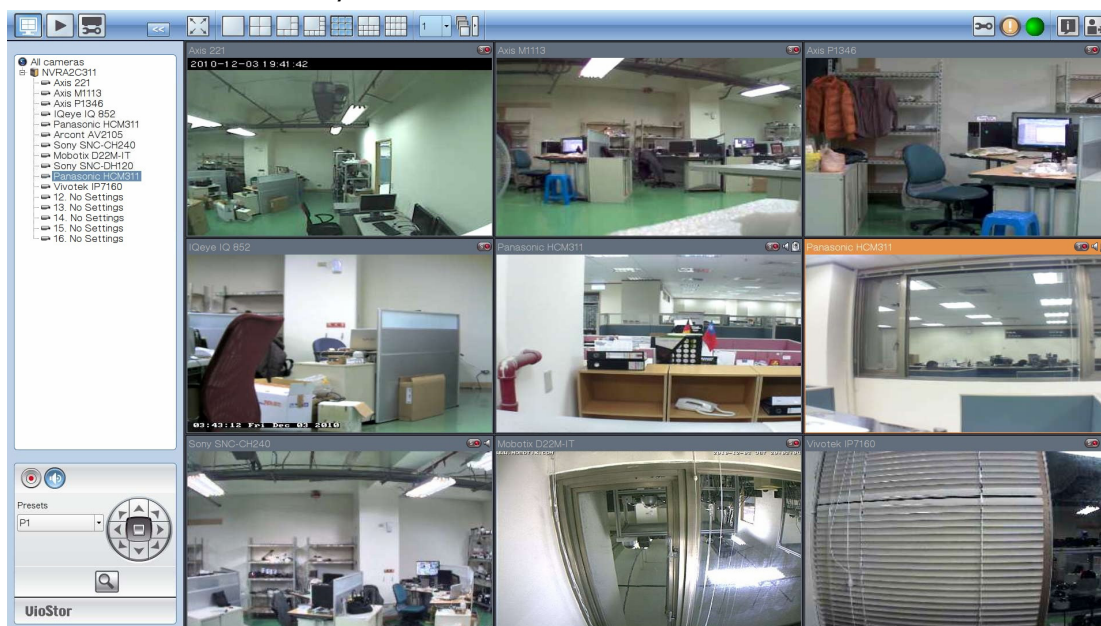 <<
1
All cameras
NVRA2C311
Axis 221
Axis M1113
Axis P1346
IQeye IQ 852
Panasonic HCM311
Arcont AV2105
Sony SNC-CH240
Mobotix D22M-IT
Sony SNC-DH120
Panasonic HCM311
Vivotek IP7160
12. No Settings
13. No Settings
14. No Settings
15. No Settings
16. No Settings
Presets
P1
UioStor
Axis 221
2010-12-03 19:41:42
Axis M1113
Axis P1346
IQeye IQ 852
03:43:12 Fri Dec 03 2010
Panasonic HCM311
Panasonic HCM311
Sony SNC-CH240
Mobotix D22M-IT
WWW.MOBOTIX.COM
Vivotek IP7160